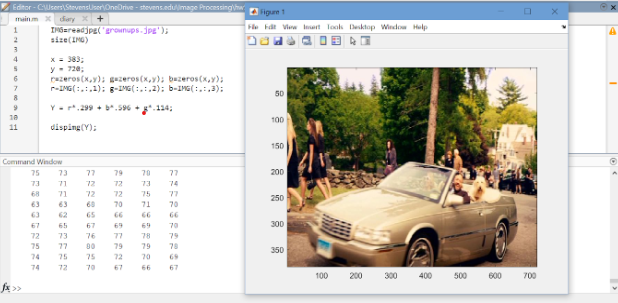 Editor - C:\Users\StevensUser\OneDrive - stevens.edu\Image Processing\hw
main.m × diary × +
1 IMG=readjpg('grownups.jpg');
2 size(IMG)
3
4 x = 383;
5 y = 720;
6 r=zeros(x,y); g=zeros(x,y); b=zeros(x,y);
7 r=IMG(:,:,1); g=IMG(:,:,2); b=IMG(:,:,3);
8
9 Y = r*.299 + b*.596 + g*.114;
10
11 dispimg(Y);
Command Window
75 73 77 79 78 77
73 71 72 72 73 74
68 71 72 72 75 77
63 63 68 70 71 70
63 62 65 66 66 66
67 65 67 69 69 70
72 73 76 77 78 79
75 77 80 79 79 78
74 75 75 72 70 69
74 72 70 67 66 67
fx >>
Figure 1
File Edit View Insert Tools Desktop Window Help
50
100
150
200
250
300
350
100 200 300 400 500 600 700